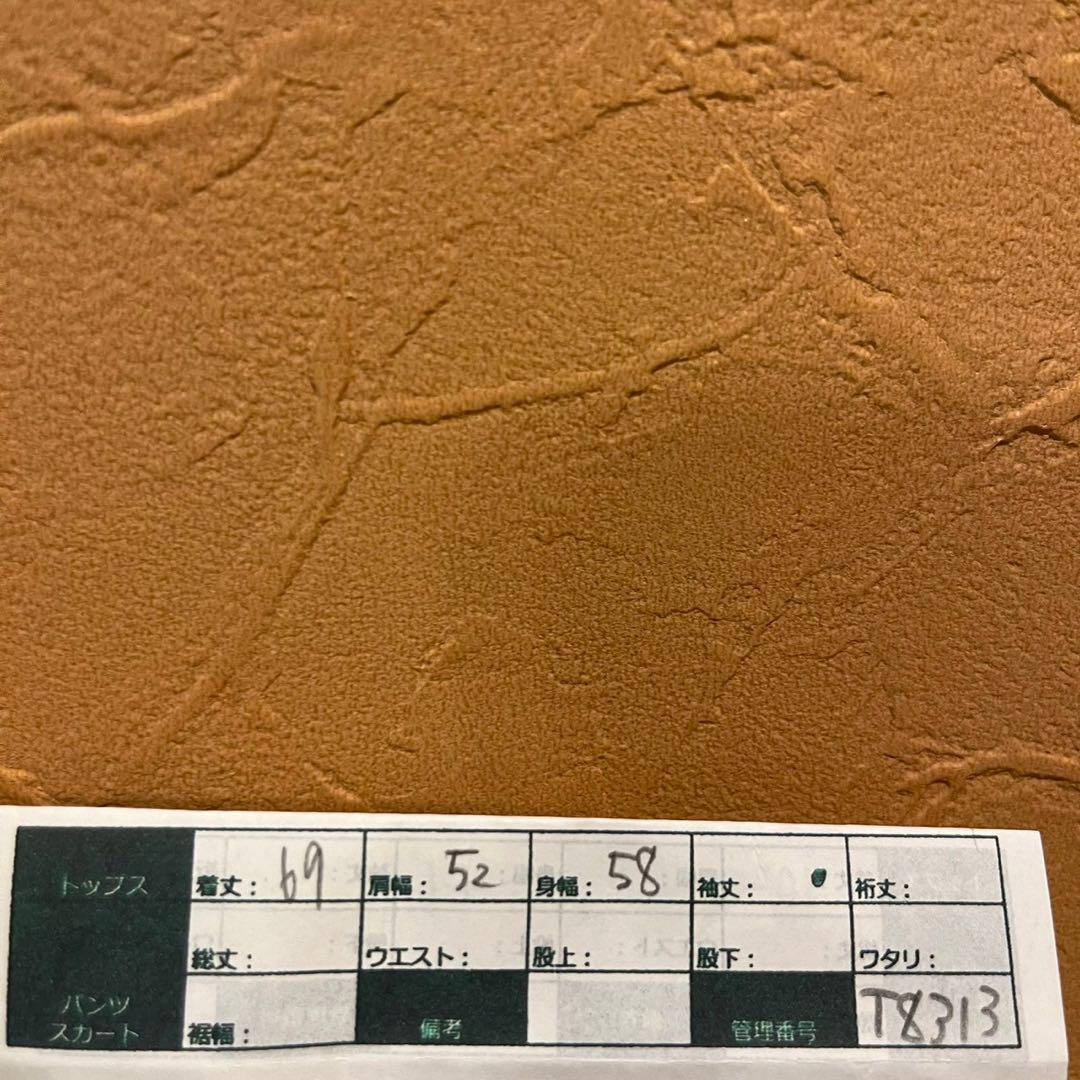 トップス 着丈: 69 肩幅: 52 身幅: 58 袖丈: 裄丈:
総丈: ウエスト: 股上: 股下: ワタリ:
パンツ
スカート 裾幅: 備考 管理番号 T8313